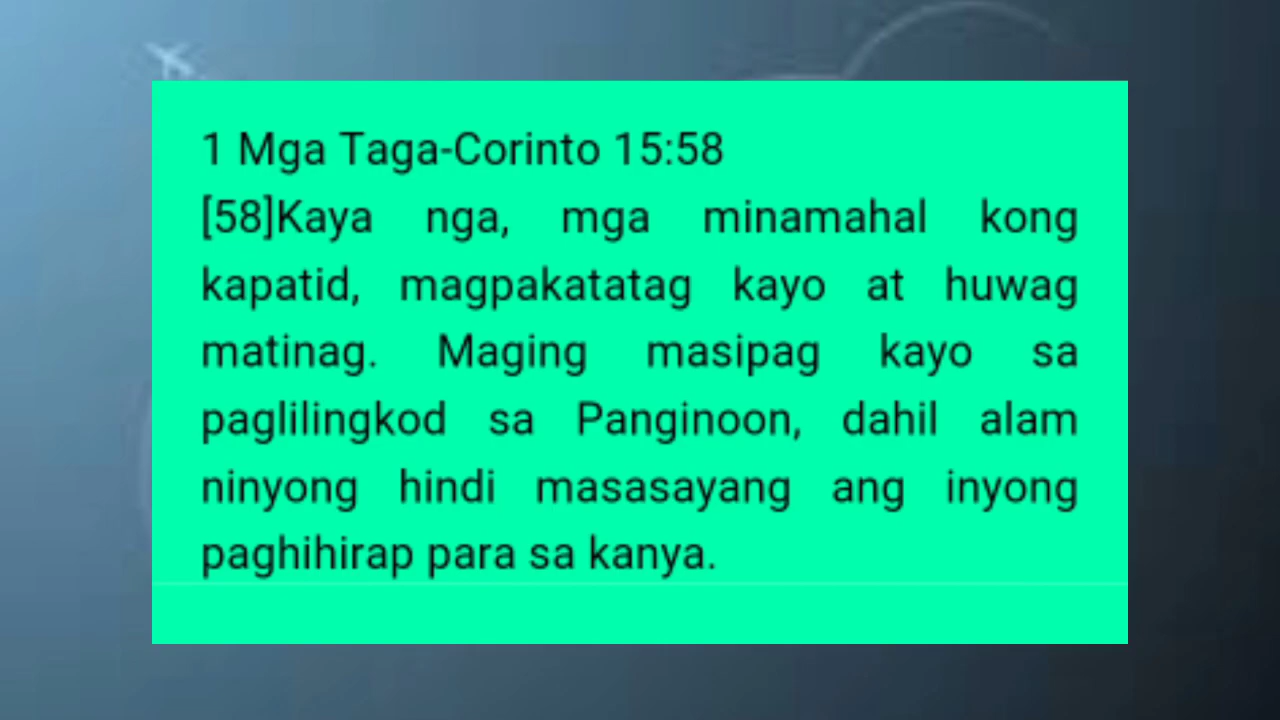 1 Mga Taga-Corinto 15:58
[58]Kaya nga, mga minamahal kong
kapatid, magpakatatag kayo at huwag
matinag. Maging masipag kayo sa
paglilingkod sa Panginoon, dahil alam
ninyong hindi masasayang ang inyong
paghihirap para sa kanya.